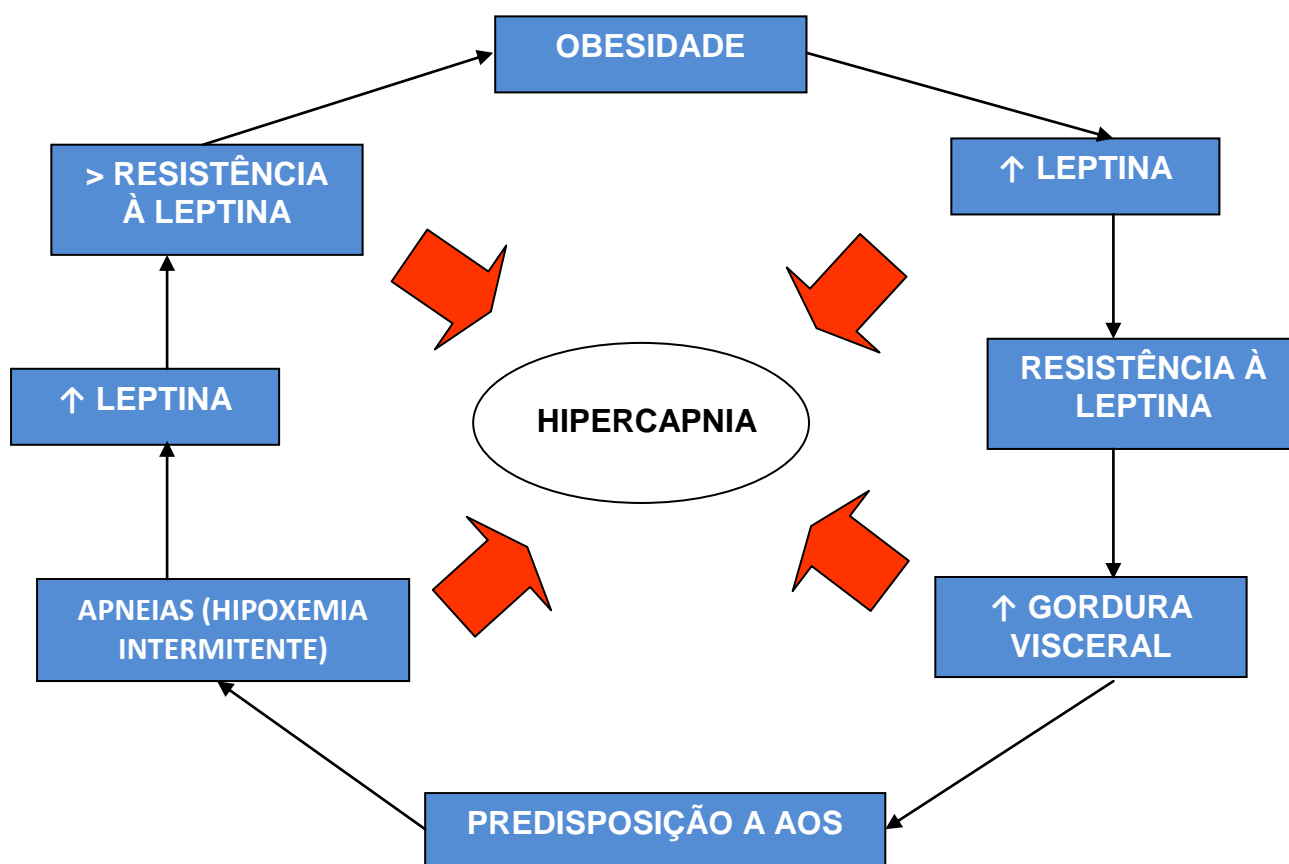 OBESIDADE
↑ LEPTINA
RESISTÊNCIA À
LEPTINA
↑ GORDURA
VISCERAL
PREDISPOSIÇÃO A AOS
APNEIAS (HIPOXEMIA
INTERMITENTE)
↑ LEPTINA
> RESISTÊNCIA
À LEPTINA
HIPERCAPNIA